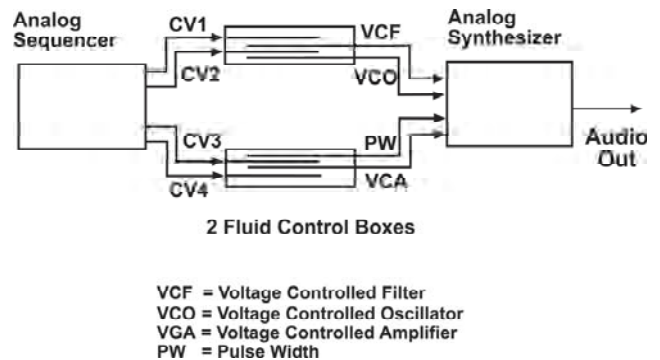 Analog
Sequencer
CV1
CV2
CV3
CV4
VCF
VCO
PW
VCA
Analog
Synthesizer
Audio
Out
2 Fluid Control Boxes
VCF = Voltage Controlled Filter
VCO = Voltage Controlled Oscillator
VGA = Voltage Controlled Amplifier
PW = Pulse Width